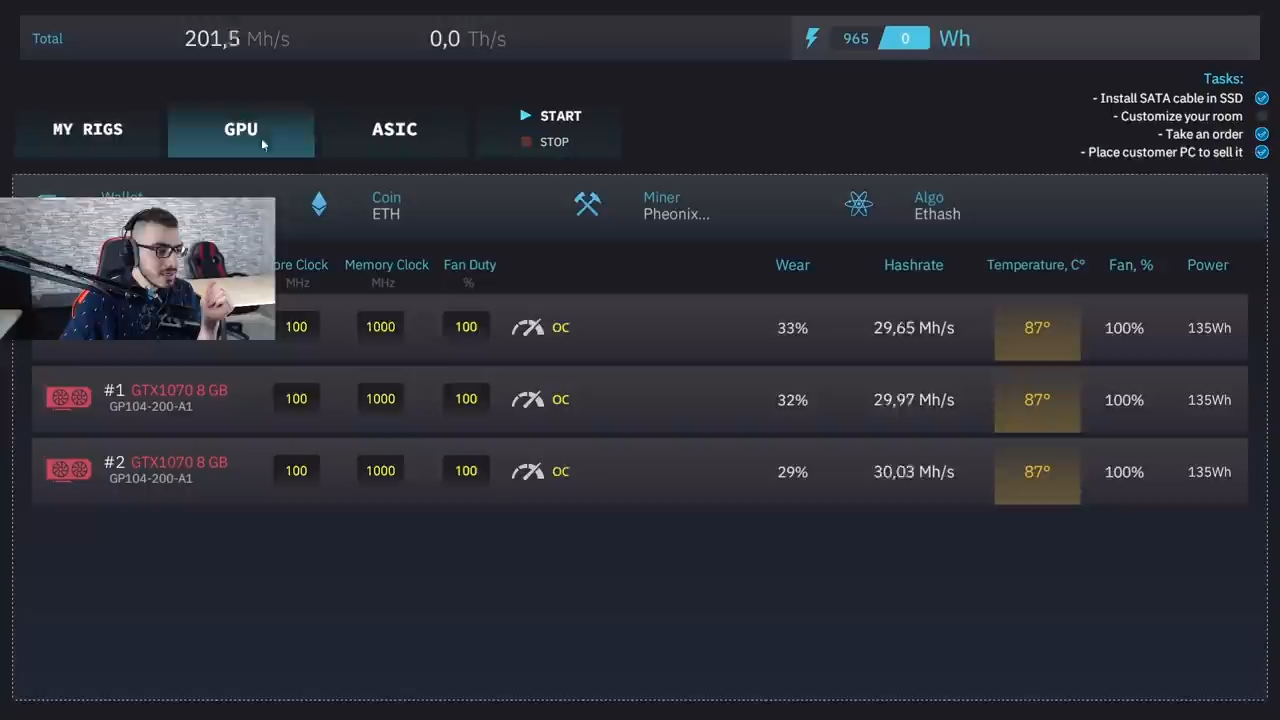 Total 201,5 Mh/s 0,0 Th/s 965 0 Wh
Tasks:
- Install SATA cable in SSD
- Customize your room
- Take an order
- Place customer PC to sell it
MY RIGS GPU ASIC START
STOP
Wallet Coin Miner Algo
ETH Pheonix... Ethash
ore Clock Memory Clock Fan Duty Wear Hashrate Temperature, C° Fan, % Power
MHz MHz %
100 1000 100 OC 33% 29,65 Mh/s 87° 100% 135Wh
#1 GTX1070 8 GB 100 1000 100 OC 32% 29,97 Mh/s 87° 100% 135Wh
GP104-200-A1
#2 GTX1070 8 GB 100 1000 100 OC 29% 30,03 Mh/s 87° 100% 135Wh
GP104-200-A1